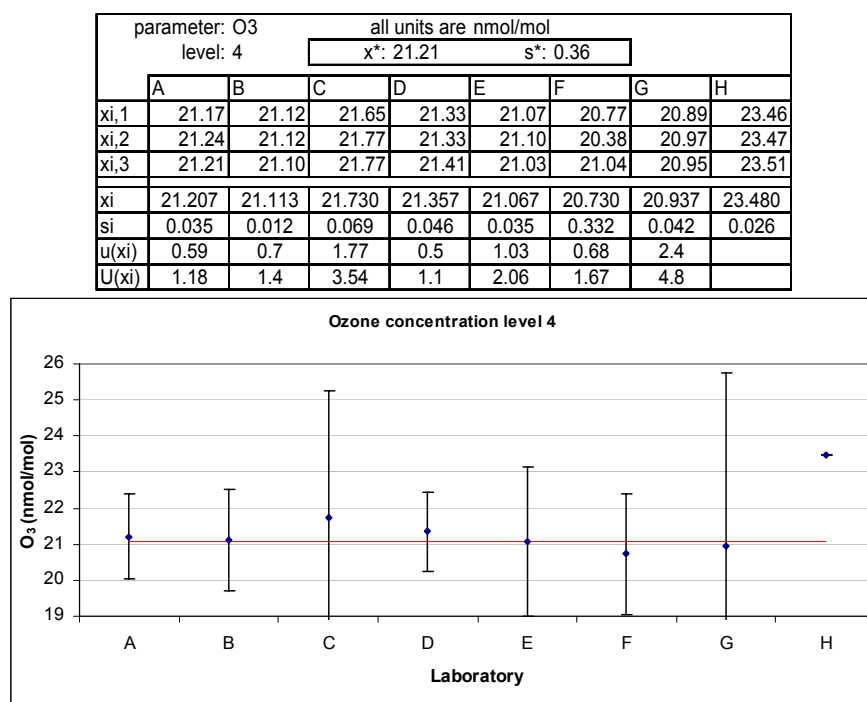 parameter: O3 all units are nmol/mol
level: 4 x*: 21.21 s*: 0.36
A B C D E F G H
xi,1 21.17 21.12 21.65 21.33 21.07 20.77 20.89 23.46
xi,2 21.24 21.12 21.77 21.33 21.10 20.38 20.97 23.47
xi,3 21.21 21.10 21.77 21.41 21.03 21.04 20.95 23.51
xi 21.207 21.113 21.730 21.357 21.067 20.730 20.937 23.480
si 0.035 0.012 0.069 0.046 0.035 0.332 0.042 0.026
u(xi) 0.59 0.7 1.77 0.5 1.03 0.68 2.4
U(xi) 1.18 1.4 3.54 1.1 2.06 1.67 4.8
Ozone concentration level 4
26
25
24
23
22
21
20
19
O₃ (nmol/mol)
A B C D E F G H
Laboratory